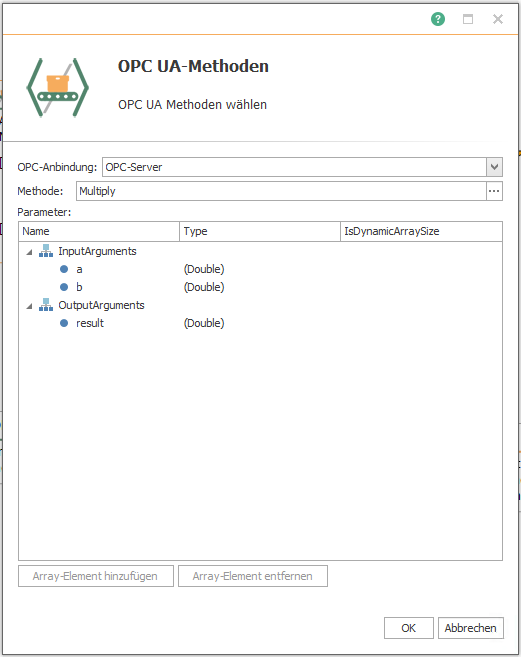 ?
OPC UA-Methoden
OPC UA Methoden wählen
OPC-Anbindung: OPC-Server
Methode: Multiply ...
Parameter:
Name Type IsDynamicArraySize
InputArguments
a (Double)
b (Double)
OutputArguments
result (Double)
Array-Element hinzufügen Array-Element entfernen
OK Abbrechen